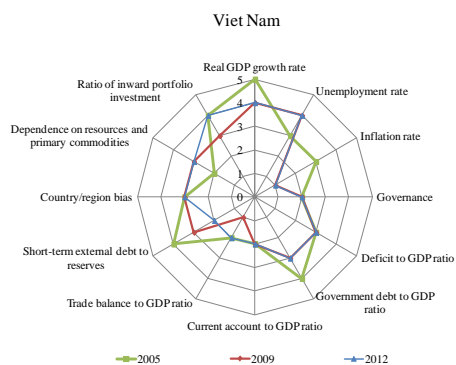 Viet Nam
Real GDP growth rate
Ratio of inward portfolio
investment
Unemployment rate
Dependence on resources and
primary commodities
Inflation rate
Country/region bias
Governance
Short-term external debt to
reserves
Deficit to GDP ratio
Trade balance to GDP ratio
Government debt to GDP
ratio
Current account to GDP ratio
5
4
3
2
1
0
2005
2009
2012